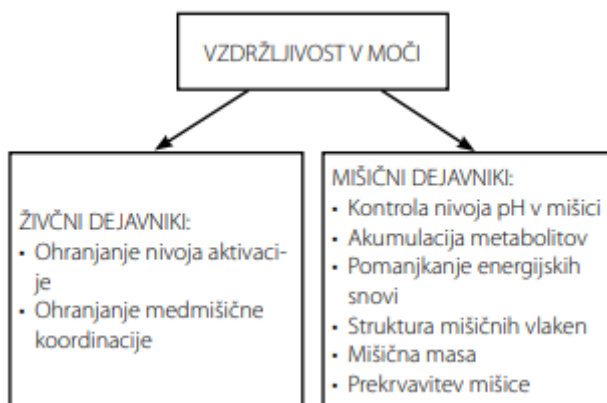 VZDRŽLJIVOST V MOČI
ŽIVČNI DEJAVNIKI:
• Ohranjanje nivoja aktivaci-
je
• Ohranjanje medmišične
koordinacije
MIŠIČNI DEJAVNIKI:
• Kontrola nivoja pH v mišici
• Akumulacija metabolitov
• Pomanjkanje energijskih
snovi
• Struktura mišičnih vlaken
• Mišična masa
• Prekrvavitev mišice